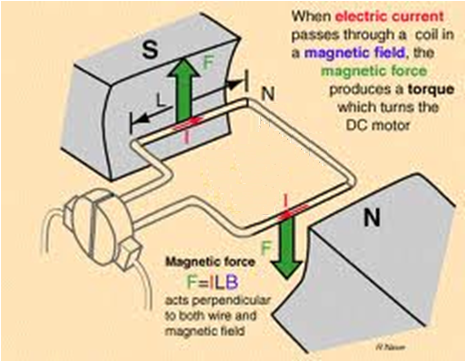 When electric current
passes through a coil in
a magnetic field, the
magnetic force
produces a torque
which turns the
DC motor
S
F
L
N
I
I
N
F
Magnetic force
F=ILB
acts perpendicular
to both wire and
magnetic field
R Nave